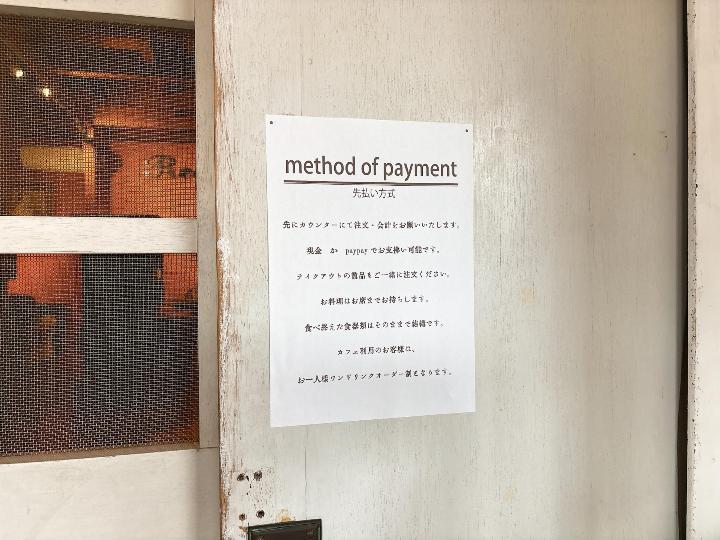 method of payment
先払い方式
先にカウンターにて注文・会計をお願いいたします。
現金 か paypay でお支払い可能です。
テイクアウトの商品もご一緒に注文ください。
お料理はお席までお持ちします。
食べ終えた食器類はそのままで結構です。
カフェ利用のお客様は、
お一人様ワンドリンクオーダー制となります。